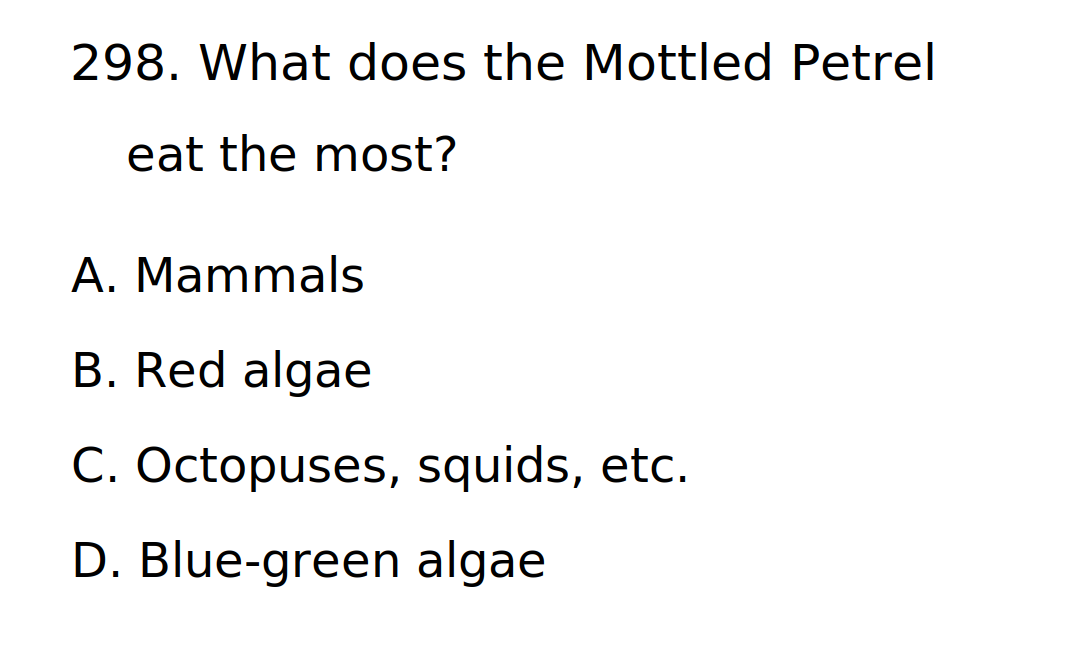 298. What does the Mottled Petrel
eat the most?
A. Mammals
B. Red algae
C. Octopuses, squids, etc.
D. Blue-green algae